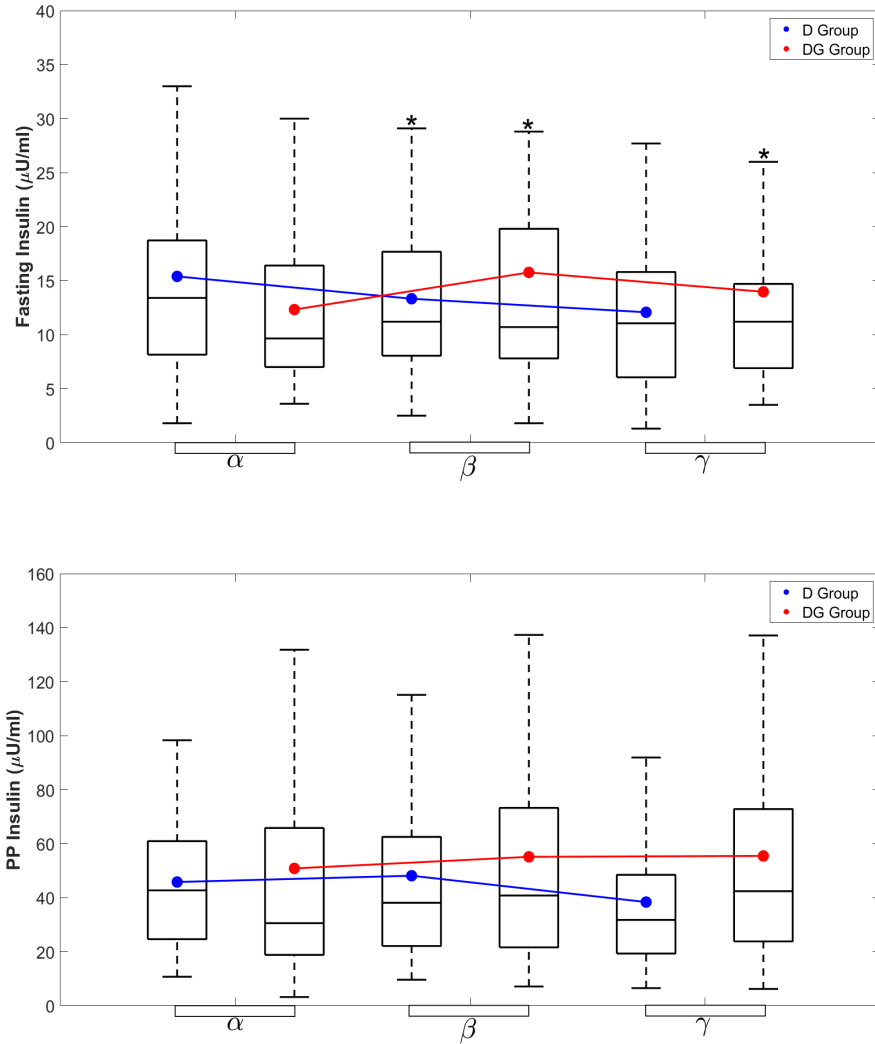 Fasting Insulin (μU/ml)
40
35
30
25
20
15
10
5
0
D Group
DG Group
* * *
α β γ
PP Insulin (μU/ml)
160
140
120
100
80
60
40
20
0
D Group
DG Group
α β γ